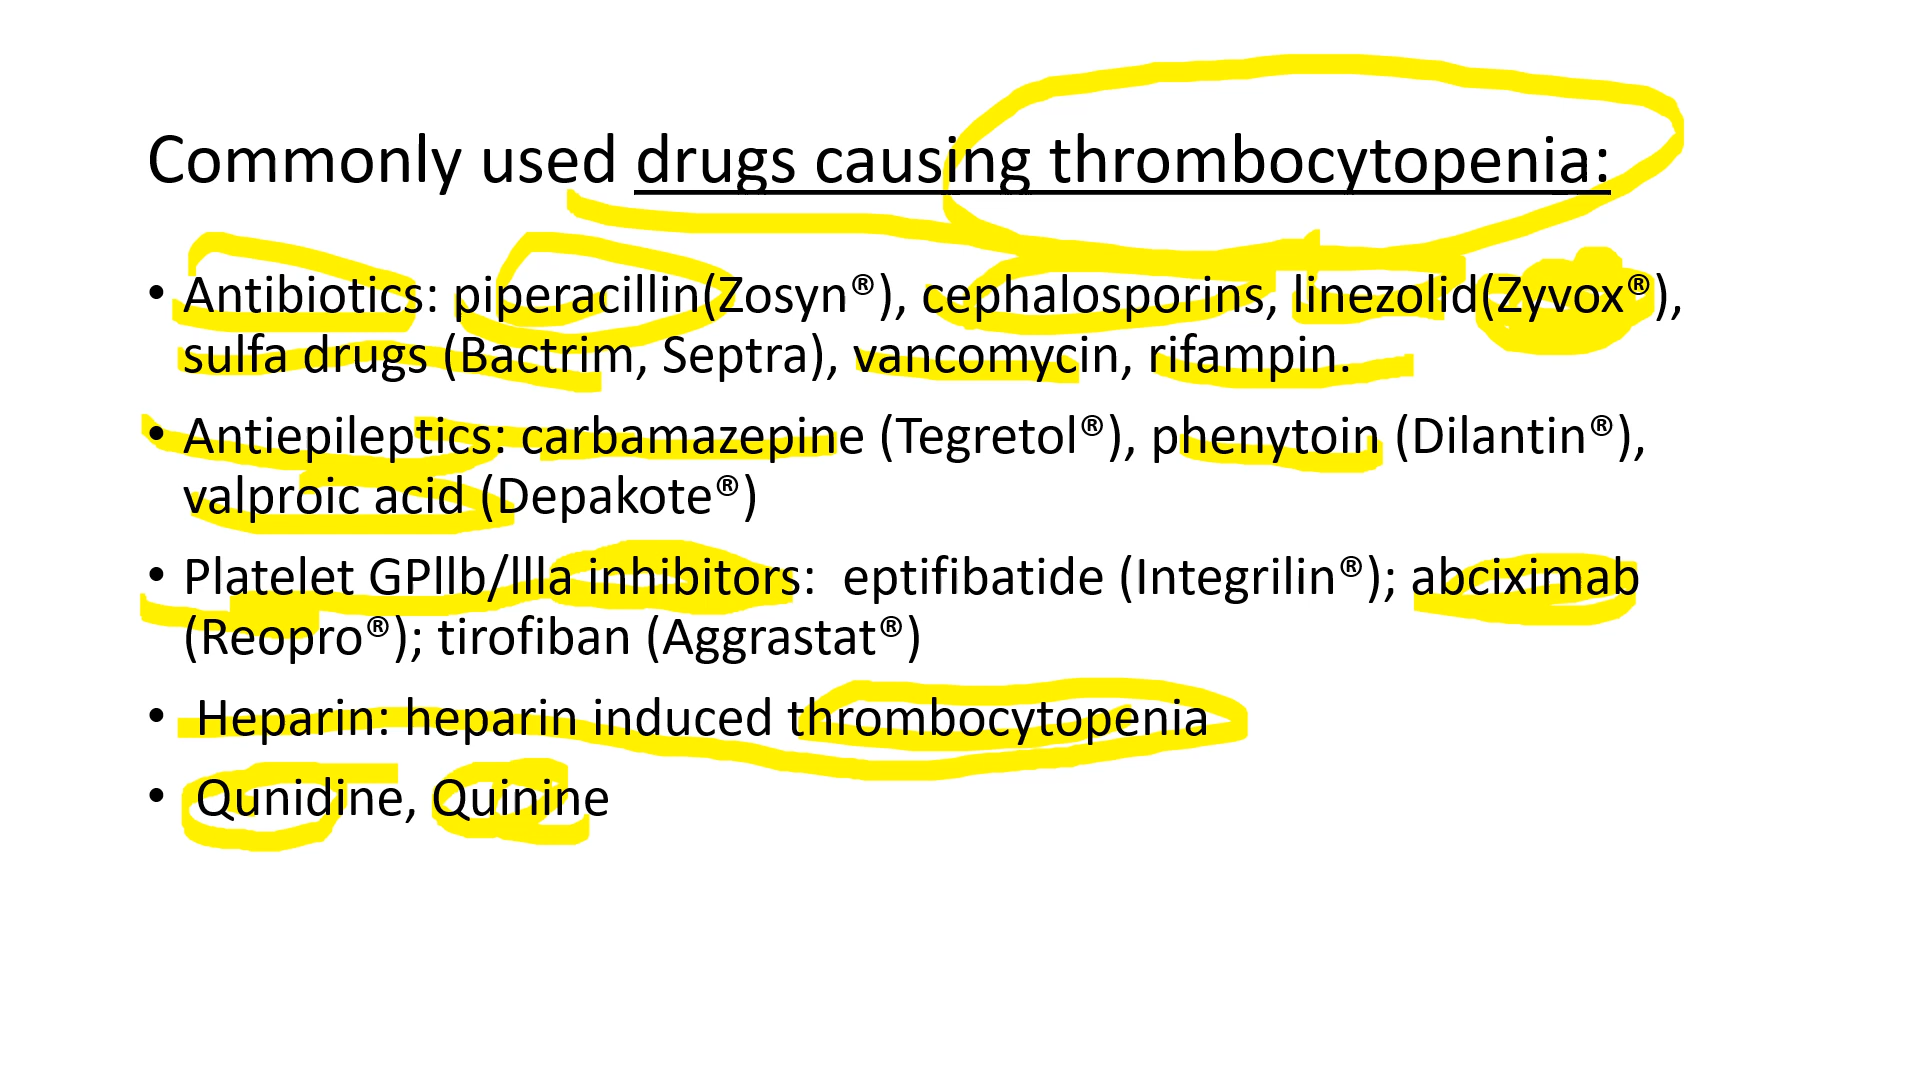 Commonly used drugs causing thrombocytopenia:
• Antibiotics: piperacillin(Zosyn®), cephalosporins, linezolid(Zyvox®),
sulfa drugs (Bactrim, Septra), vancomycin, rifampin.
• Antiepileptics: carbamazepine (Tegretol®), phenytoin (Dilantin®),
valproic acid (Depakote®)
• Platelet GPllb/llla inhibitors:  eptifibatide (Integrilin®); abciximab
(Reopro®); tirofiban (Aggrastat®)
• Heparin: heparin induced thrombocytopenia
• Qunidine, Quinine